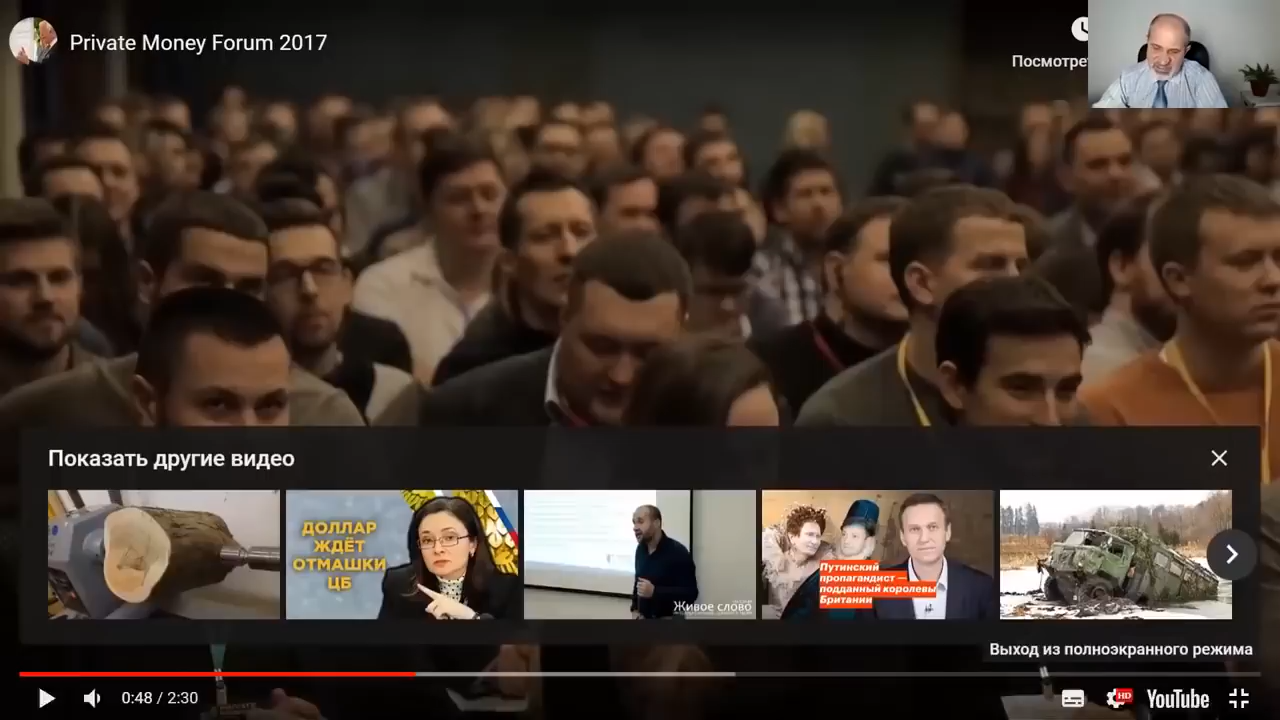 Private Money Forum 2017
Посмотре
Показать другие видео
ДОЛЛАР
ЖДЁТ
ОТМАШКИ
ЦБ
Живое слово
Путинский
пропагандист —
подданный королевы
Британии
Выход из полноэкранного режима
0:48 / 2:30
HD
YouTube